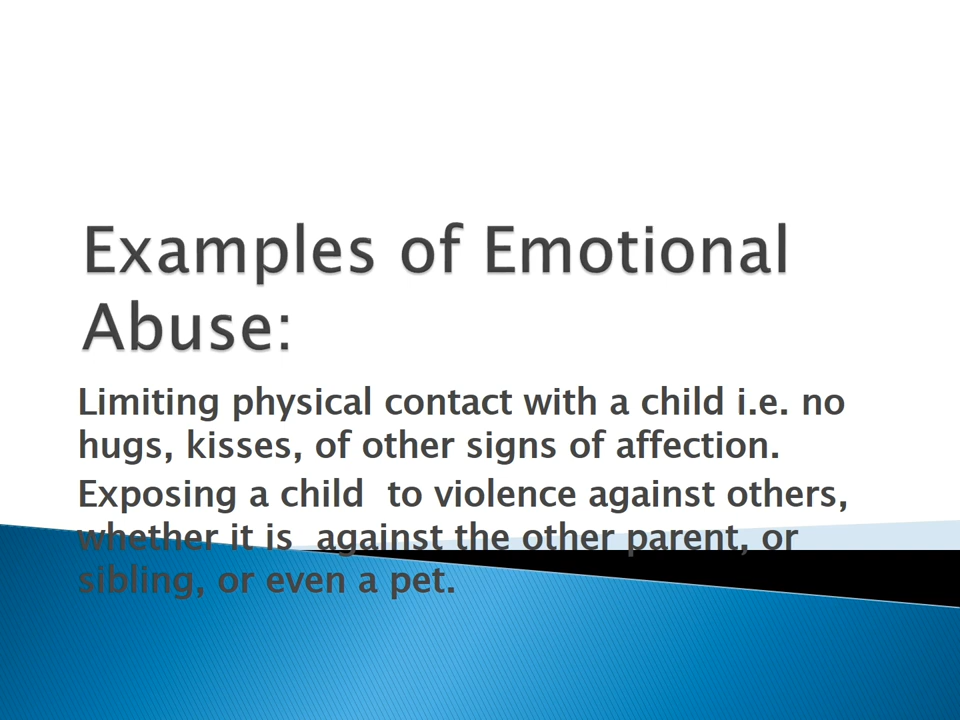 Examples of Emotional
Abuse:
Limiting physical contact with a child i.e. no
hugs, kisses, of other signs of affection.
Exposing a child  to violence against others,
whether it is  against the other parent, or
sibling, or even a pet.